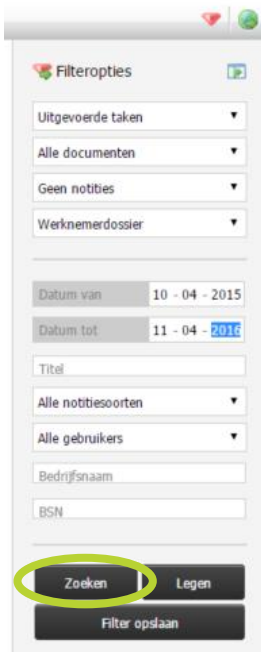 Filteropties
Uitgevoerde taken
Alle documenten
Geen notities
Werknemerdossier
Datum van 10 - 04 - 2015
Datum tot 11 - 04 - 2016
Titel
Alle notitiesoorten
Alle gebruikers
Bedrijfsnaam
BSN
Zoeken Legen
Filter opslaan